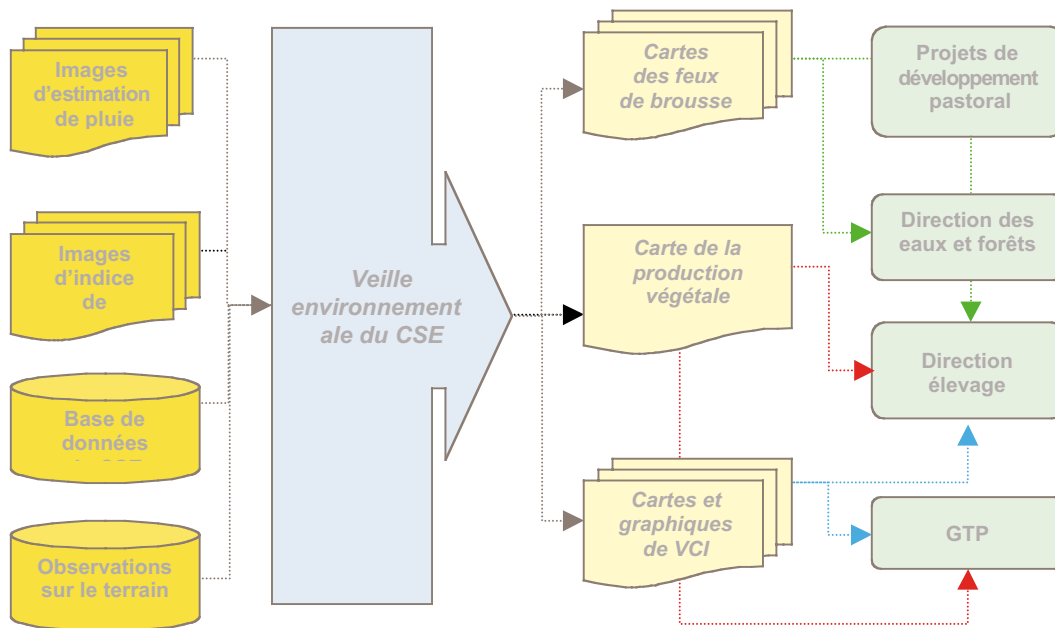 Images
d'estimation
de pluie
Images
d'indice
de
Base de
données
Observations
sur le terrain
Veille
environnement
ale du CSE
Cartes
des feux
de brousse
Carte de la
production
végétale
Cartes et
graphiques
de VCI
Projets de
développement
pastoral
Direction des
eaux et forêts
Direction
élevage
GTP